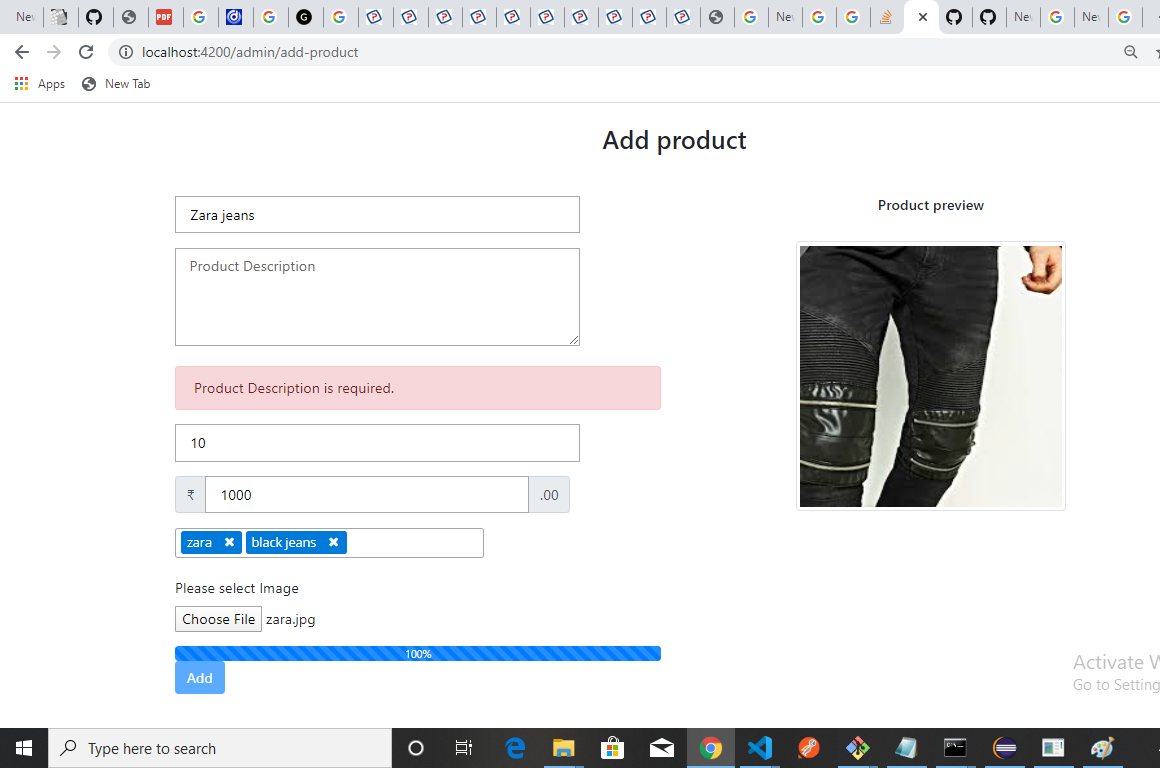 Nev
PDF
G
Nev
Nev
Nev
localhost:4200/admin/add-product
Apps
New Tab
Add product
Zara jeans
Product preview
Product Description
Product Description is required.
10
₹ 1000 .00
zara ✖ black jeans ✖
Please select Image
Choose File zara.jpg
100%
Add
Activate W
Go to Setting
Type here to search